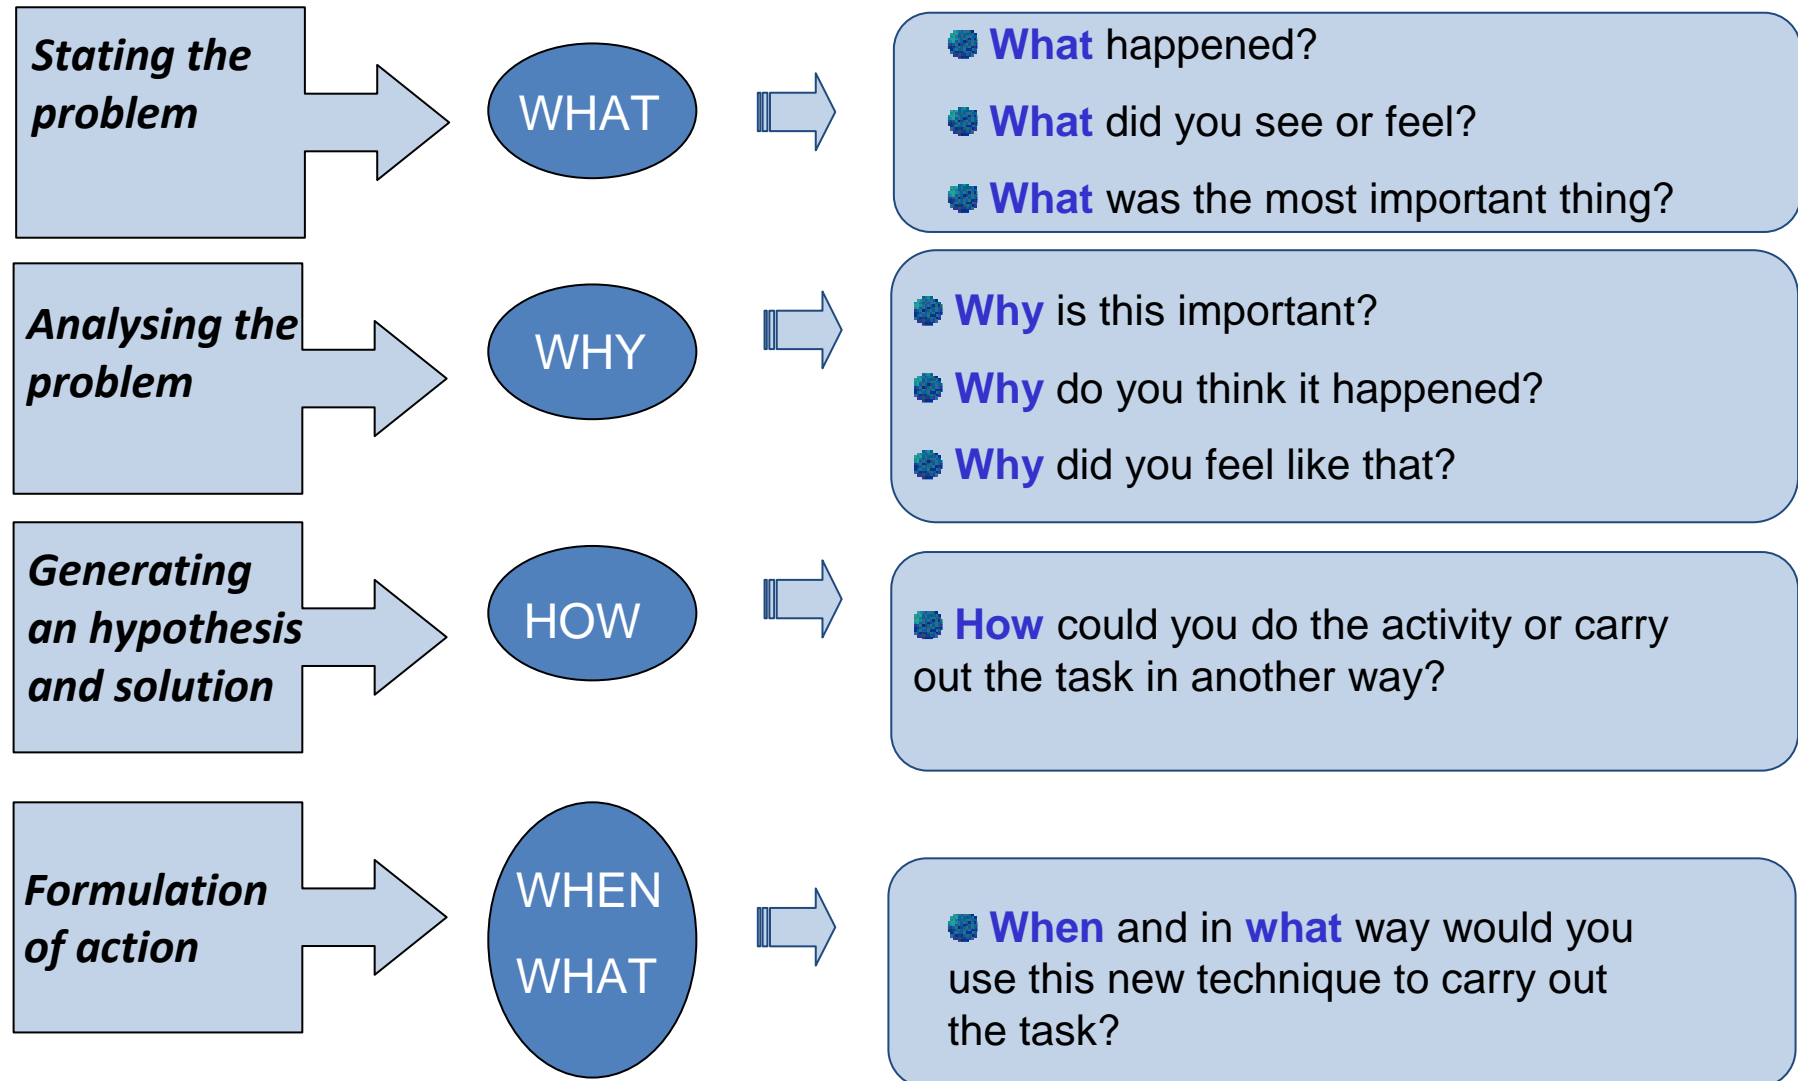 Stating the
problem
WHAT
What happened?
What did you see or feel?
What was the most important thing?
Analysing the
problem
WHY
Why is this important?
Why do you think it happened?
Why did you feel like that?
Generating
an hypothesis
and solution
HOW
How could you do the activity or carry
out the task in another way?
Formulation
of action
WHEN
WHAT
When and in what way would you
use this new technique to carry out
the task?